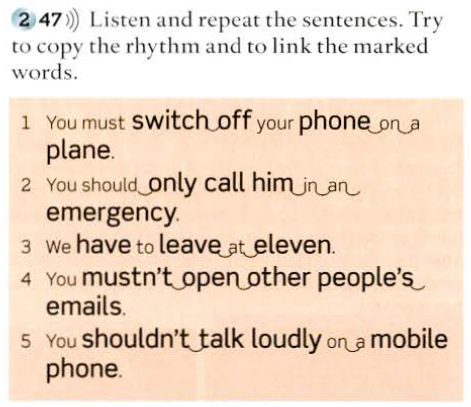 2 47))) Listen and repeat the sentences. Try
to copy the rhythm and to link the marked
words.
1 You must switch off your phone on a
plane.
2 You should only call him in an
emergency.
3 We have to leave at eleven.
4 You mustn't open other people's
emails.
5 You shouldn't talk loudly on a mobile
phone.